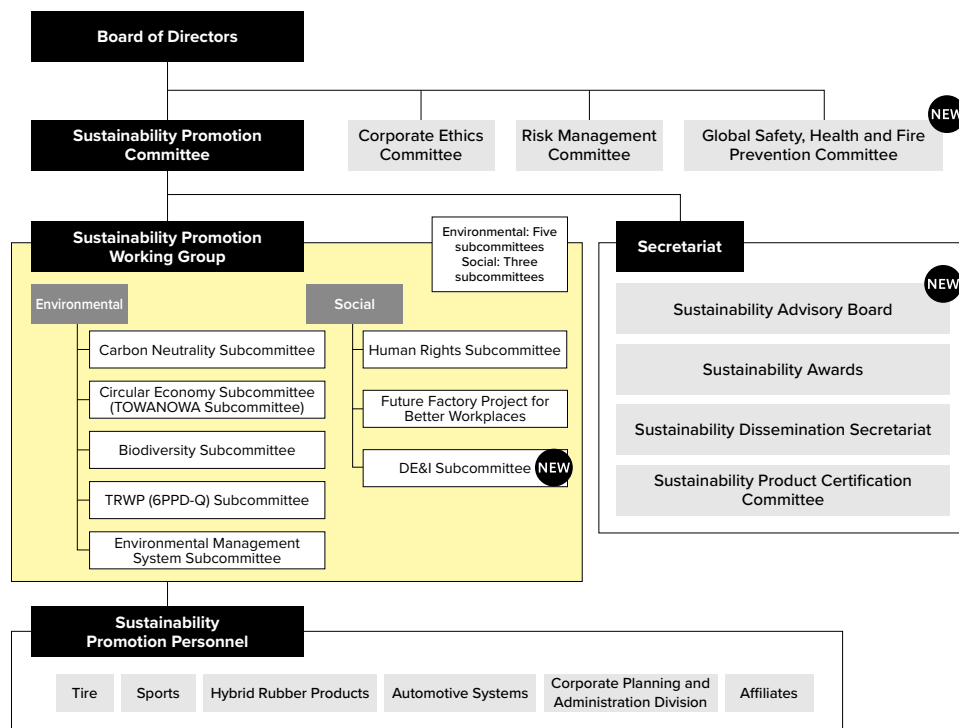 Board of Directors
Sustainability Promotion
Committee
Corporate Ethics
Committee
Risk Management
Committee
Global Safety, Health and Fire
Prevention Committee
NEW
Sustainability Promotion
Working Group
Environmental: Five
subcommittees
Social: Three
subcommittees
Secretariat
Environmental
Social
Carbon Neutrality Subcommittee
Circular Economy Subcommittee
(TOWANOWA Subcommittee)
Biodiversity Subcommittee
TRWP (6PPD-Q) Subcommittee
Environmental Management
System Subcommittee
Human Rights Subcommittee
Future Factory Project for
Better Workplaces
DE&I Subcommittee
NEW
NEW
Sustainability Advisory Board
Sustainability Awards
Sustainability Dissemination Secretariat
Sustainability Product Certification
Committee
Sustainability
Promotion Personnel
Tire
Sports
Hybrid Rubber Products
Automotive Systems
Corporate Planning and
Administration Division
Affiliates